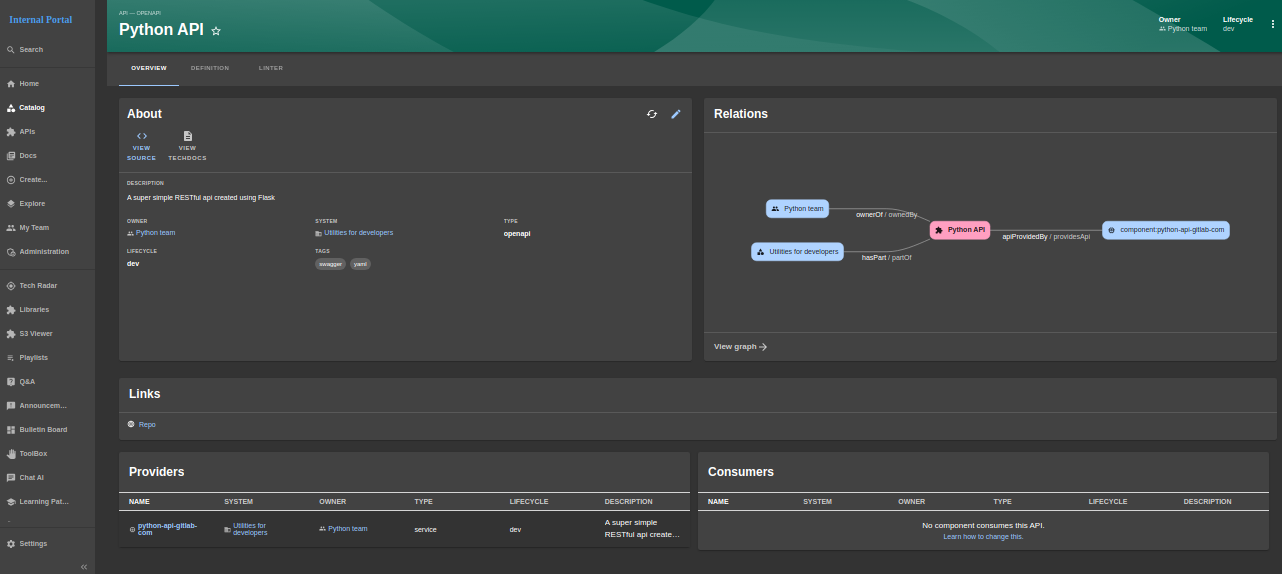 Internal Portal
Search
Home
Catalog
APIs
Docs
Create...
Explore
My Team
Administration
Tech Radar
Libraries
S3 Viewer
Playlists
Q&A
Announcem…
Bulletin Board
ToolBox
Chat AI
Learning Pat…
Settings
API — OPENAPI
Python API
Owner
Python team
Lifecycle
dev
OVERVIEW
DEFINITION
LINTER
About
VIEW SOURCE
VIEW TECHDOCS
DESCRIPTION
A super simple RESTful api created using Flask
OWNER
Python team
SYSTEM
Utilities for developers
TYPE
openapi
LIFECYCLE
dev
TAGS
swagger
yaml
Relations
Python team
ownerOf / ownedBy
Python API
apiProvidedBy / providesApi
component:python-api-gitlab-com
Utilities for developers
hasPart / partOf
View graph
Links
Repo
Providers
NAME SYSTEM OWNER TYPE LIFECYCLE DESCRIPTION
python-api-gitlab-
com
Utilities for
developers
Python team
service
dev
A super simple
RESTful api create…
Consumers
NAME SYSTEM OWNER TYPE LIFECYCLE DESCRIPTION
No component consumes this API.
Learn how to change this.